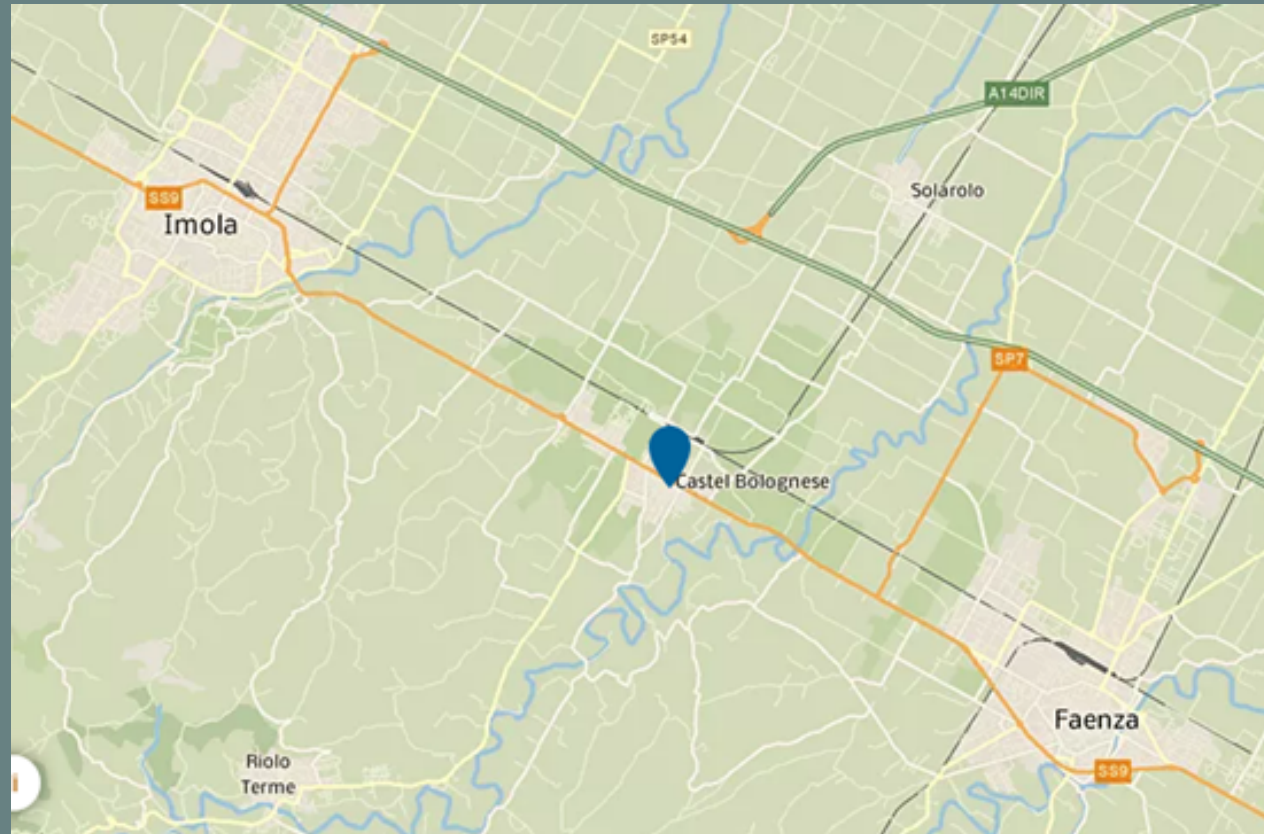 SP54
A14DIR
Solarolo
SS9
Imola
SP7
Castel Bolognese
Faenza
Riolo
Terme
SS9
i